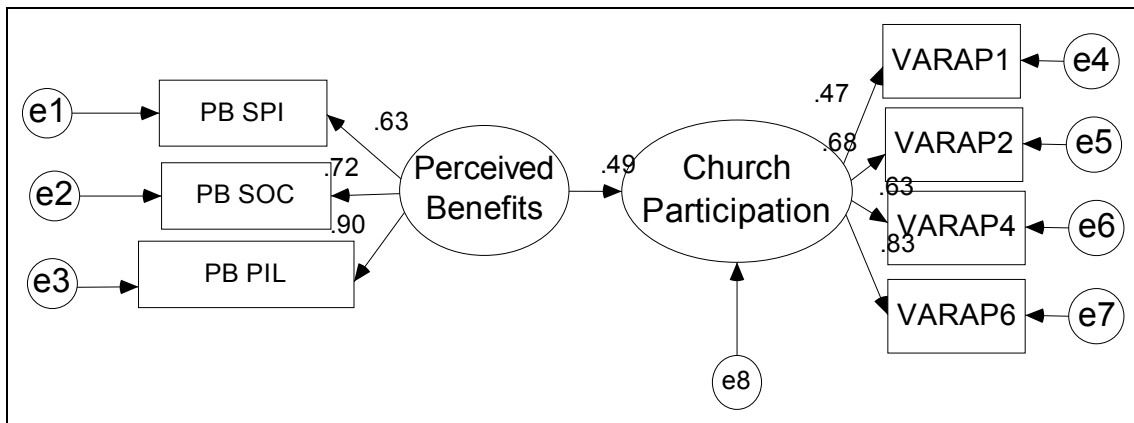 e1
PB SPI
.63
e2
PB SOC
.72
e3
PB PIL
.90
Perceived
Benefits
.49
Church
Participation
e8
.47
VARAP1
e4
.68
VARAP2
e5
.63
VARAP4
e6
.83
VARAP6
e7